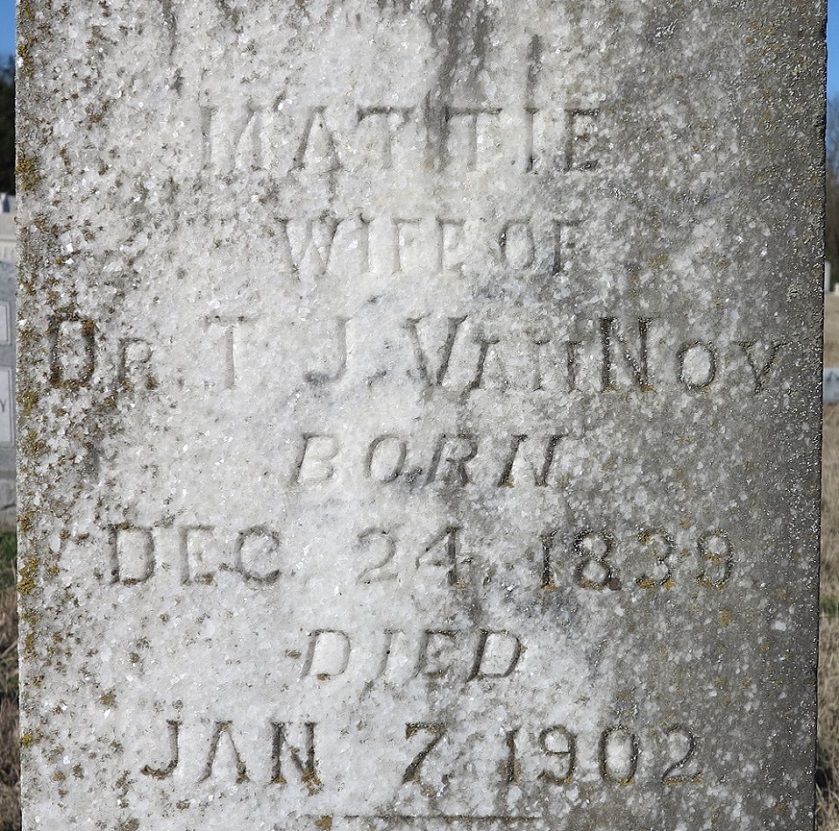 MATTIE
WIFE OF
DR T. J. VANNOY
BORN
DEC. 24, 1839
DIED
JAN 7 1902